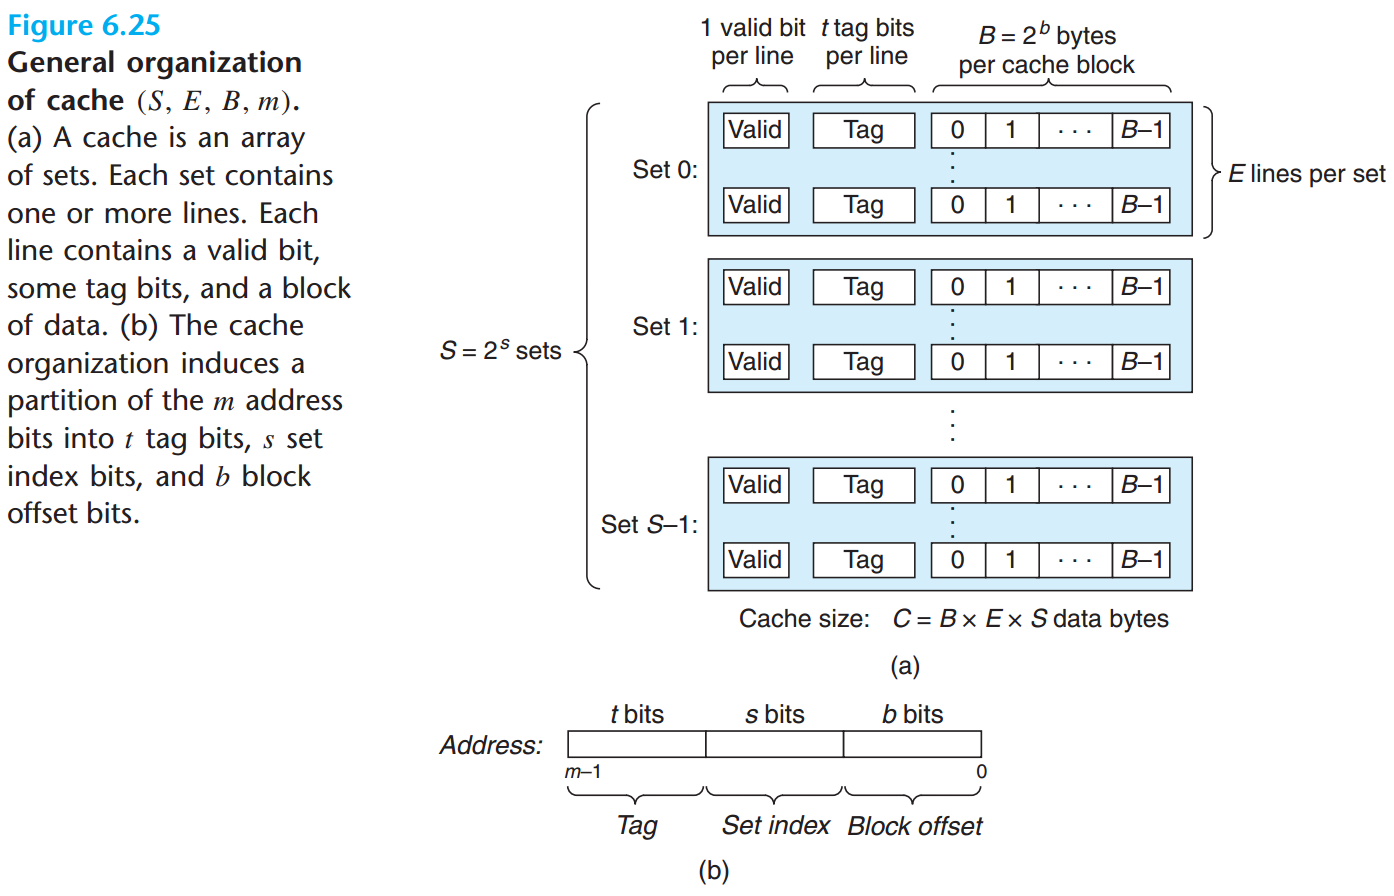 Figure 6.25
General organization
of cache (S, E, B, m).
(a) A cache is an array
of sets. Each set contains
one or more lines. Each
line contains a valid bit,
some tag bits, and a block
of data. (b) The cache
organization induces a
partition of the m address
bits into t tag bits, s set
index bits, and b block
offset bits.
1 valid bit
per line
t tag bits
per line
B = 2^b bytes
per cache block
S = 2^s sets
Set 0:
Valid Tag 0 1 · · · B–1
Valid Tag 0 1 · · · B–1
E lines per set
Set 1:
Valid Tag 0 1 · · · B–1
Valid Tag 0 1 · · · B–1
Set S–1:
Valid Tag 0 1 · · · B–1
Valid Tag 0 1 · · · B–1
Cache size: C = B × E × S data bytes
(a)
t bits s bits b bits
Address:
m–1 0
Tag Set index Block offset
(b)